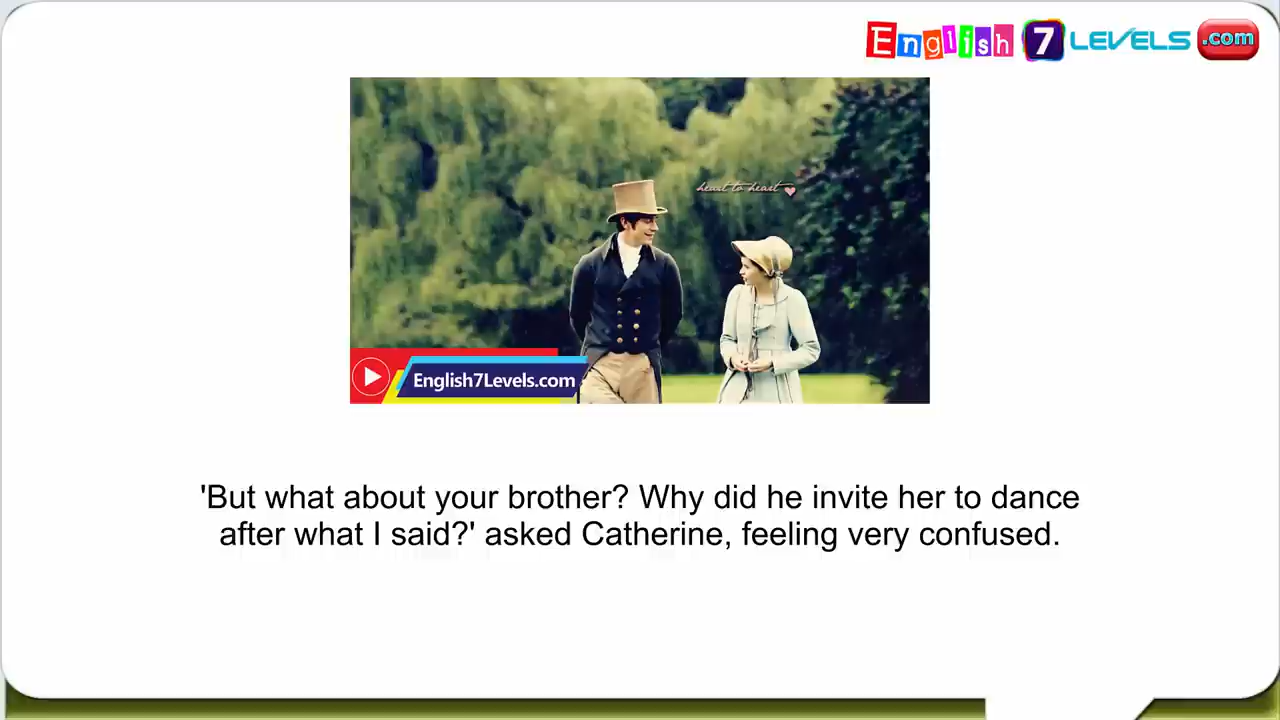 English 7 LEVELS .com
heart to heart
English7Levels.com
'But what about your brother? Why did he invite her to dance
after what I said?' asked Catherine, feeling very confused.